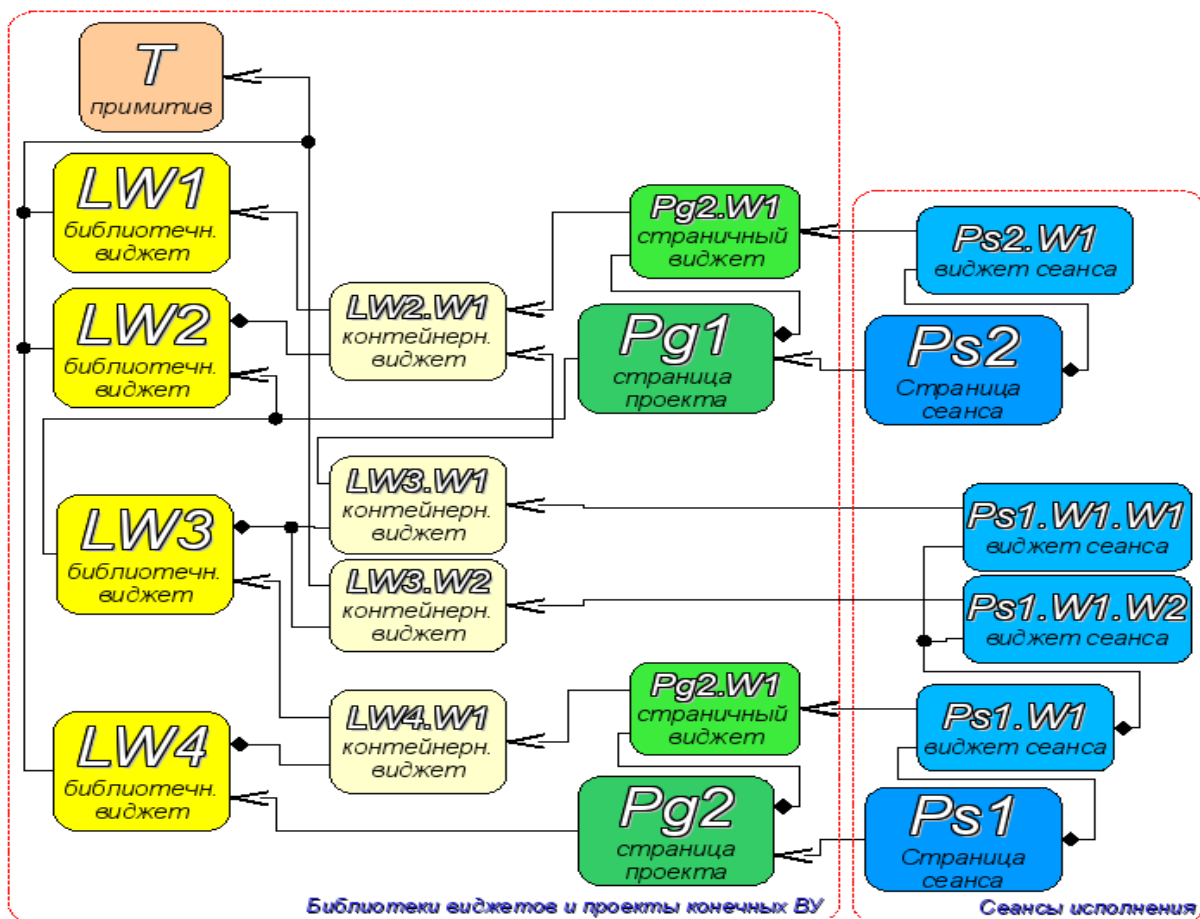 T
примитив
LW1
библиотечн.
виджет
LW2
библиотечн.
виджет
LW3
библиотечн.
виджет
LW4
библиотечн.
виджет
LW2.W1
контейнерн.
виджет
LW3.W1
контейнерн.
виджет
LW3.W2
контейнерн.
виджет
LW4.W1
контейнерн.
виджет
Pg2.W1
страничный
виджет
Pg1
страница
проекта
Pg2.W1
страничный
виджет
Pg2
страница
проекта
Библиотеки виджетов и проекты конечных ВУ
Ps2.W1
виджет сеанса
Ps2
Страница
сеанса
Ps1.W1.W1
виджет сеанса
Ps1.W1.W2
виджет сеанса
Ps1.W1
виджет сеанса
Ps1
Страница
сеанса
Сеансы исполнения